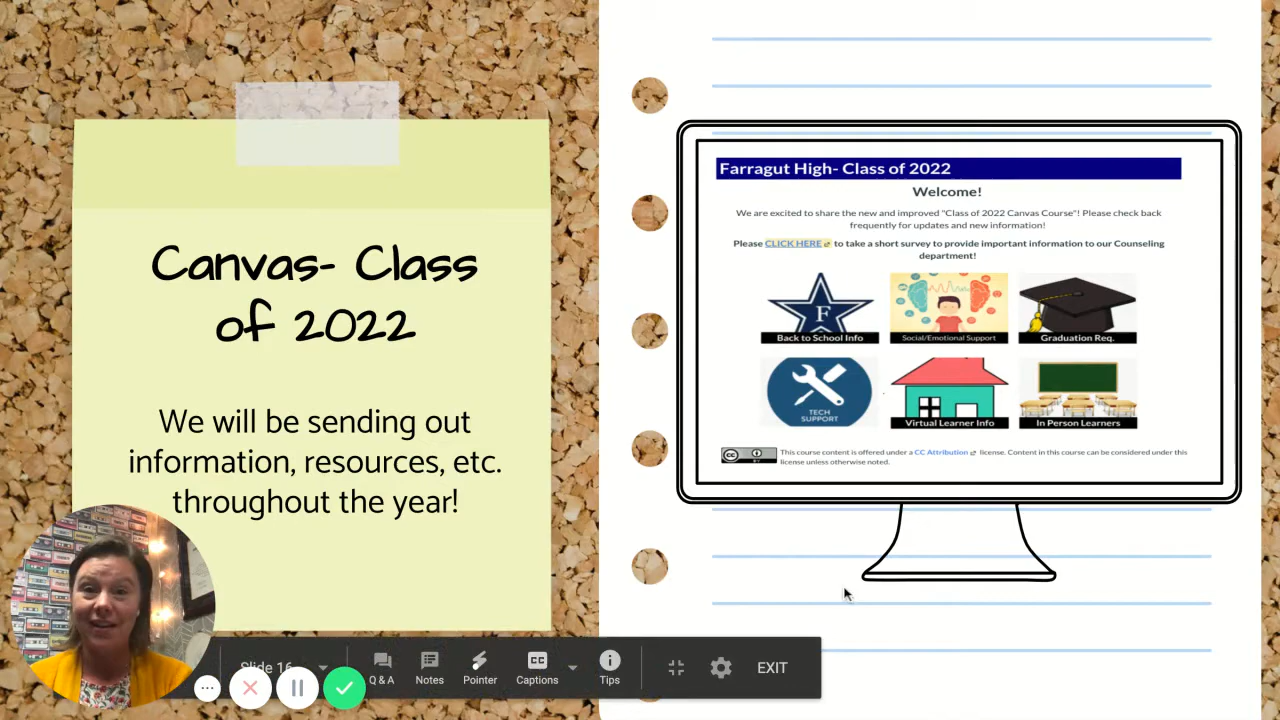 Canvas- Class
of 2022
We will be sending out
information, resources, etc.
throughout the year!
Farragut High- Class of 2022
Welcome!
We are excited to share the new and improved "Class of 2022 Canvas Course"! Please check back
frequently for updates and new information!
Please CLICK HERE to take a short survey to provide important information to our Counseling
department!
F
Back to School Info
Social/Emotional Support
Graduation Req.
TECH
SUPPORT
Virtual Learner Info
In Person Learners
cc
BY
This course content is offered under a CC Attribution license. Content in this course can be considered under this
license unless otherwise noted.
Slide 16
Q & A
Notes
Pointer
CC
Captions
Tips
EXIT